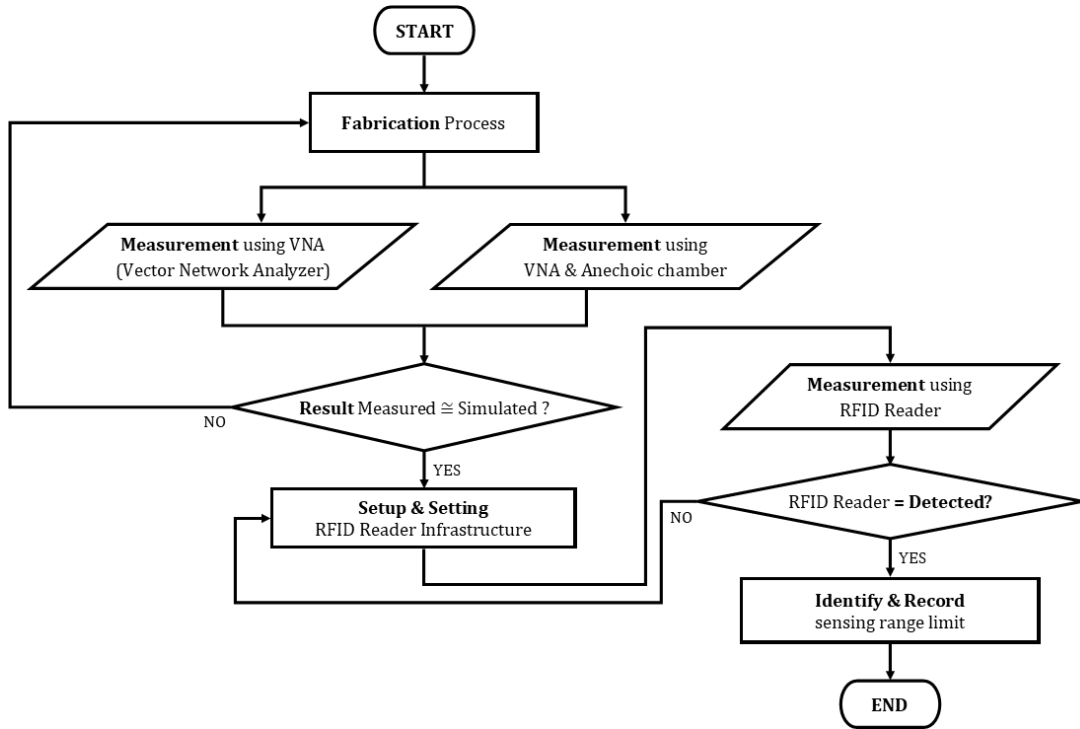 START
Fabrication Process
Measurement using VNA
(Vector Network Analyzer)
Measurement using
VNA & Anechoic chamber
Result Measured ≅ Simulated ?
NO
YES
Setup & Setting
RFID Reader Infrastructure
Measurement using
RFID Reader
RFID Reader = Detected?
NO
YES
Identify & Record
sensing range limit
END